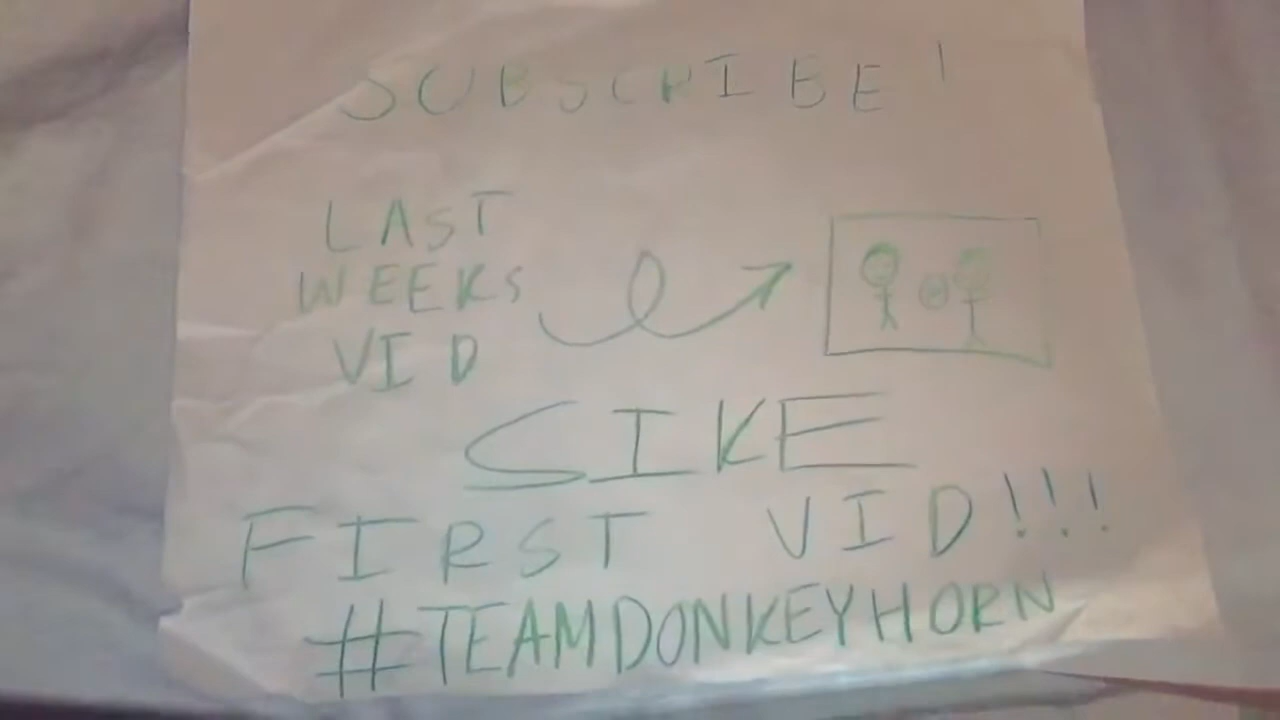 SUBSCRIBE!
LAST
WEEKS
VID
SIKE
FIRST VID!!!
#TEAMDONKEYHORN